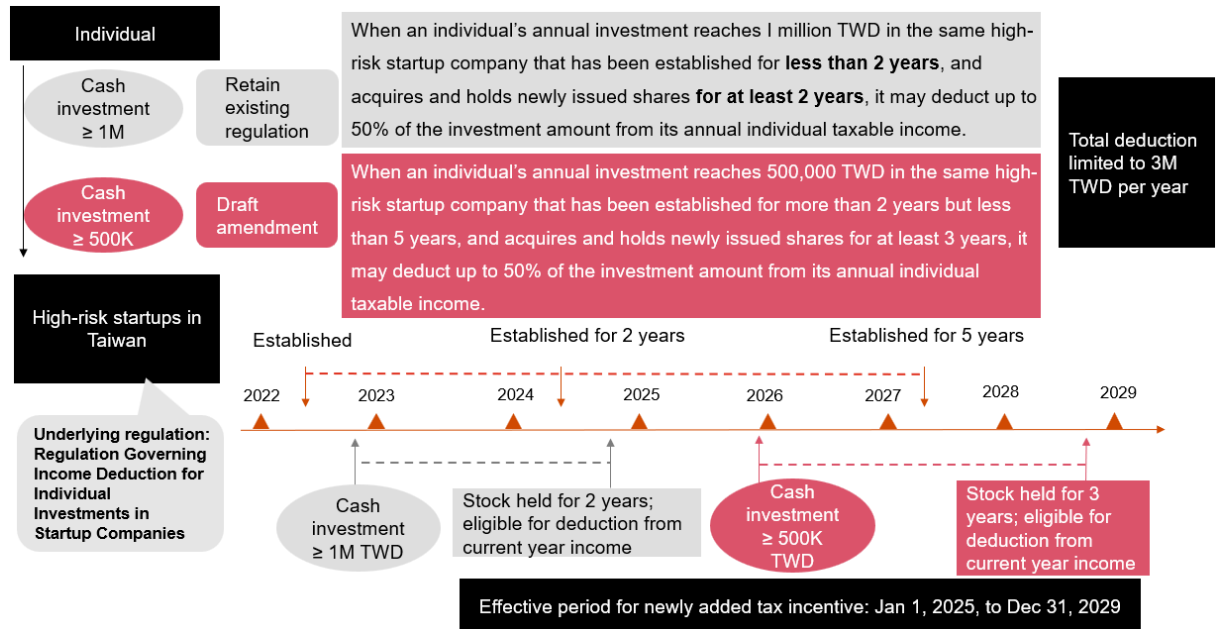 Individual
Cash
investment
≥ 1M
Retain
existing
regulation
When an individual's annual investment reaches I million TWD in the same high-
risk startup company that has been established for less than 2 years, and
acquires and holds newly issued shares for at least 2 years, it may deduct up to
50% of the investment amount from its annual individual taxable income.
Cash
investment
≥ 500K
Draft
amendment
When an individual's annual investment reaches 500,000 TWD in the same high-
risk startup company that has been established for more than 2 years but less
than 5 years, and acquires and holds newly issued shares for at least 3 years, it
may deduct up to 50% of the investment amount from its annual individual
taxable income.
Total deduction
limited to 3M
TWD per year
High-risk startups in
Taiwan
Underlying regulation:
Regulation Governing
Income Deduction for
Individual
Investments in
Startup Companies
Established
Established for 2 years
Established for 5 years
2022
2023
2024
2025
2026
2027
2028
2029
Cash
investment
≥ 1M TWD
Stock held for 2 years;
eligible for deduction from
current year income
Cash
investment
≥ 500K
TWD
Stock held for 3
years; eligible for
deduction from
current year income
Effective period for newly added tax incentive: Jan 1, 2025, to Dec 31, 2029